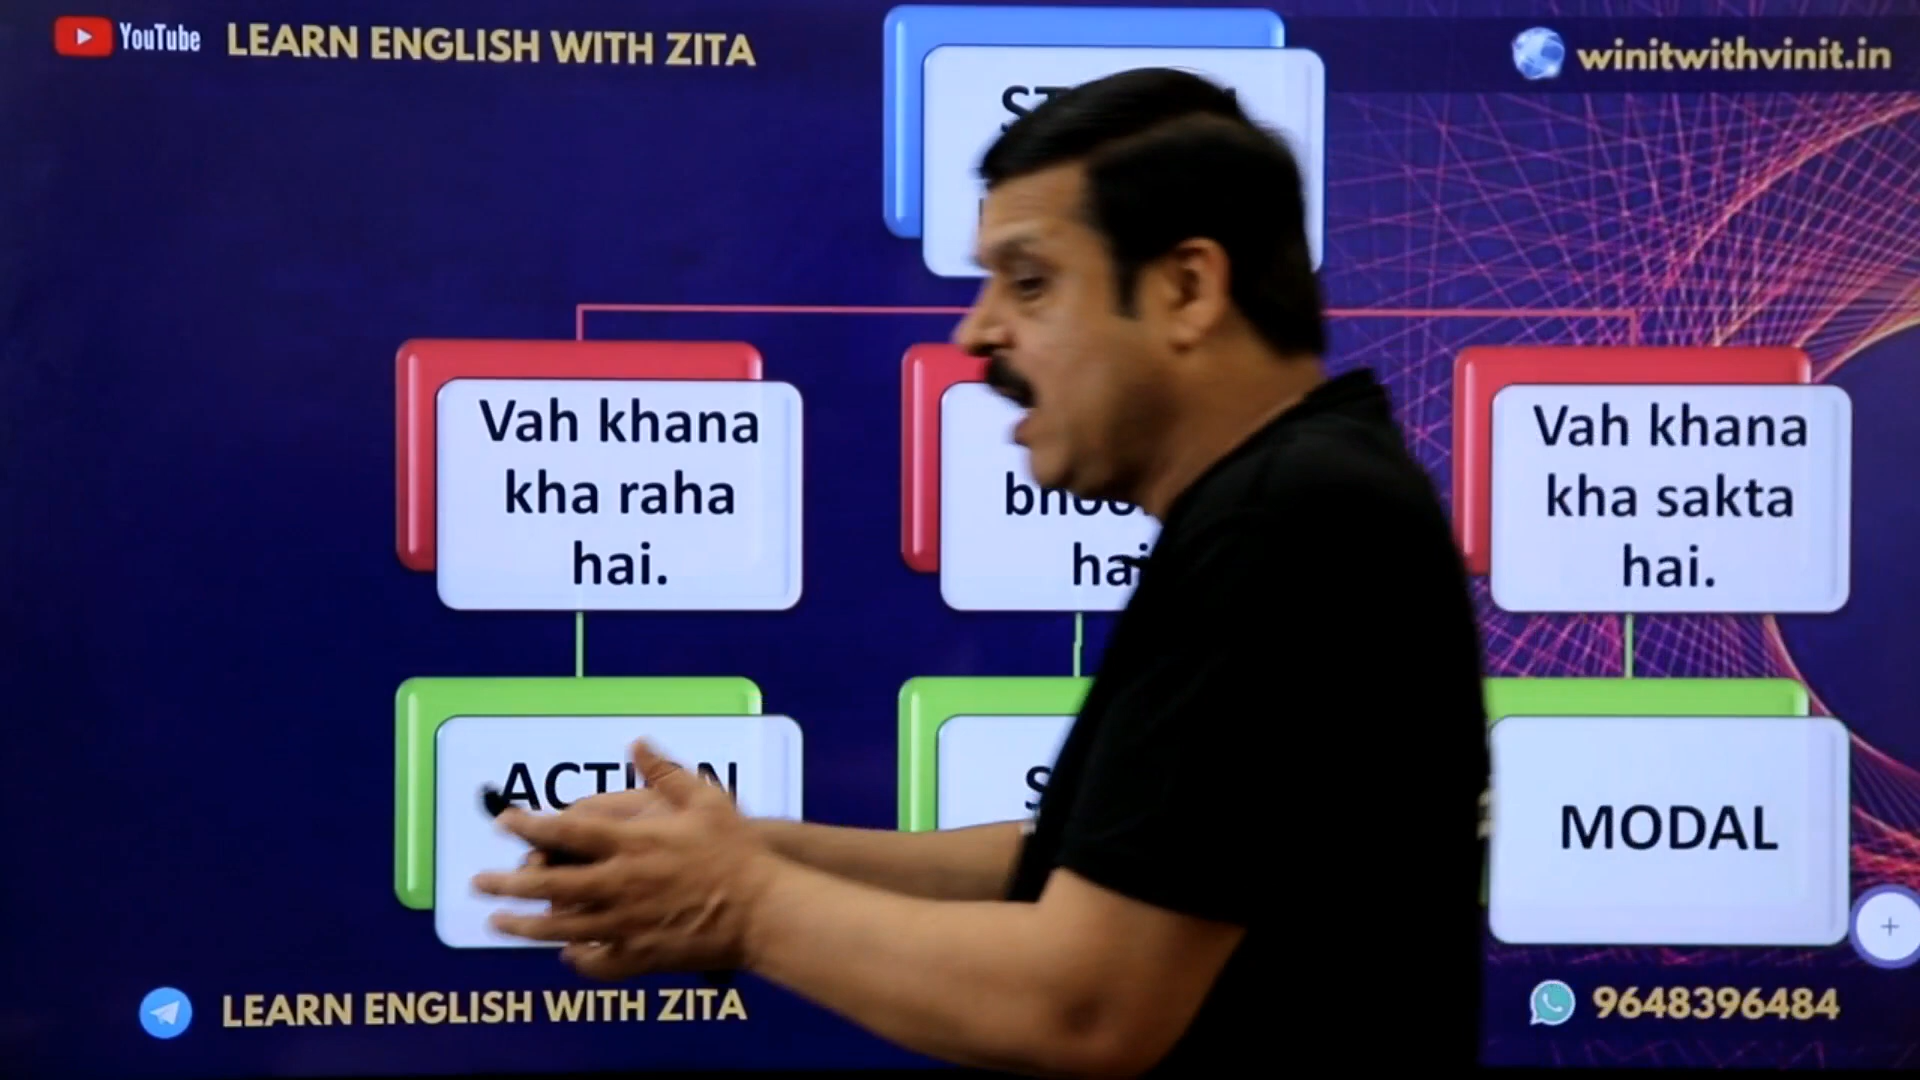 YouTube LEARN ENGLISH WITH ZITA
winitwithvinit.in
Vah khana
kha raha
hai.
Vah khana
kha sakta
hai.
ACTION
MODAL
LEARN ENGLISH WITH ZITA
9648396484